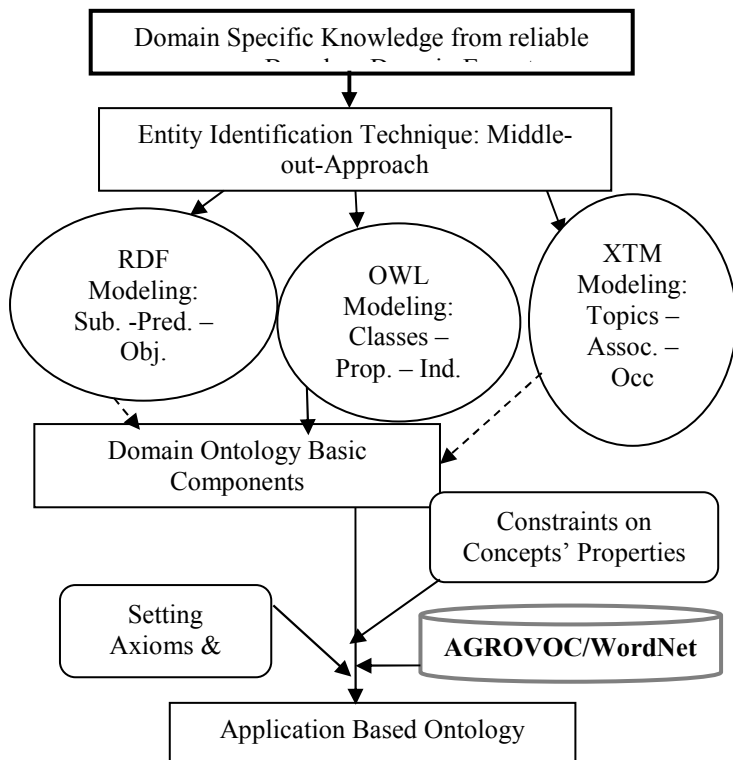 Domain Specific Knowledge from reliable
Entity Identification Technique: Middle-
out-Approach
RDF
Modeling:
Sub. -Pred. –
Obj.
OWL
Modeling:
Classes –
Prop. – Ind.
XTM
Modeling:
Topics –
Assoc. –
Occ
Domain Ontology Basic
Components
Constraints on
Concepts' Properties
Setting
Axioms &
AGROVOC/WordNet
Application Based Ontology